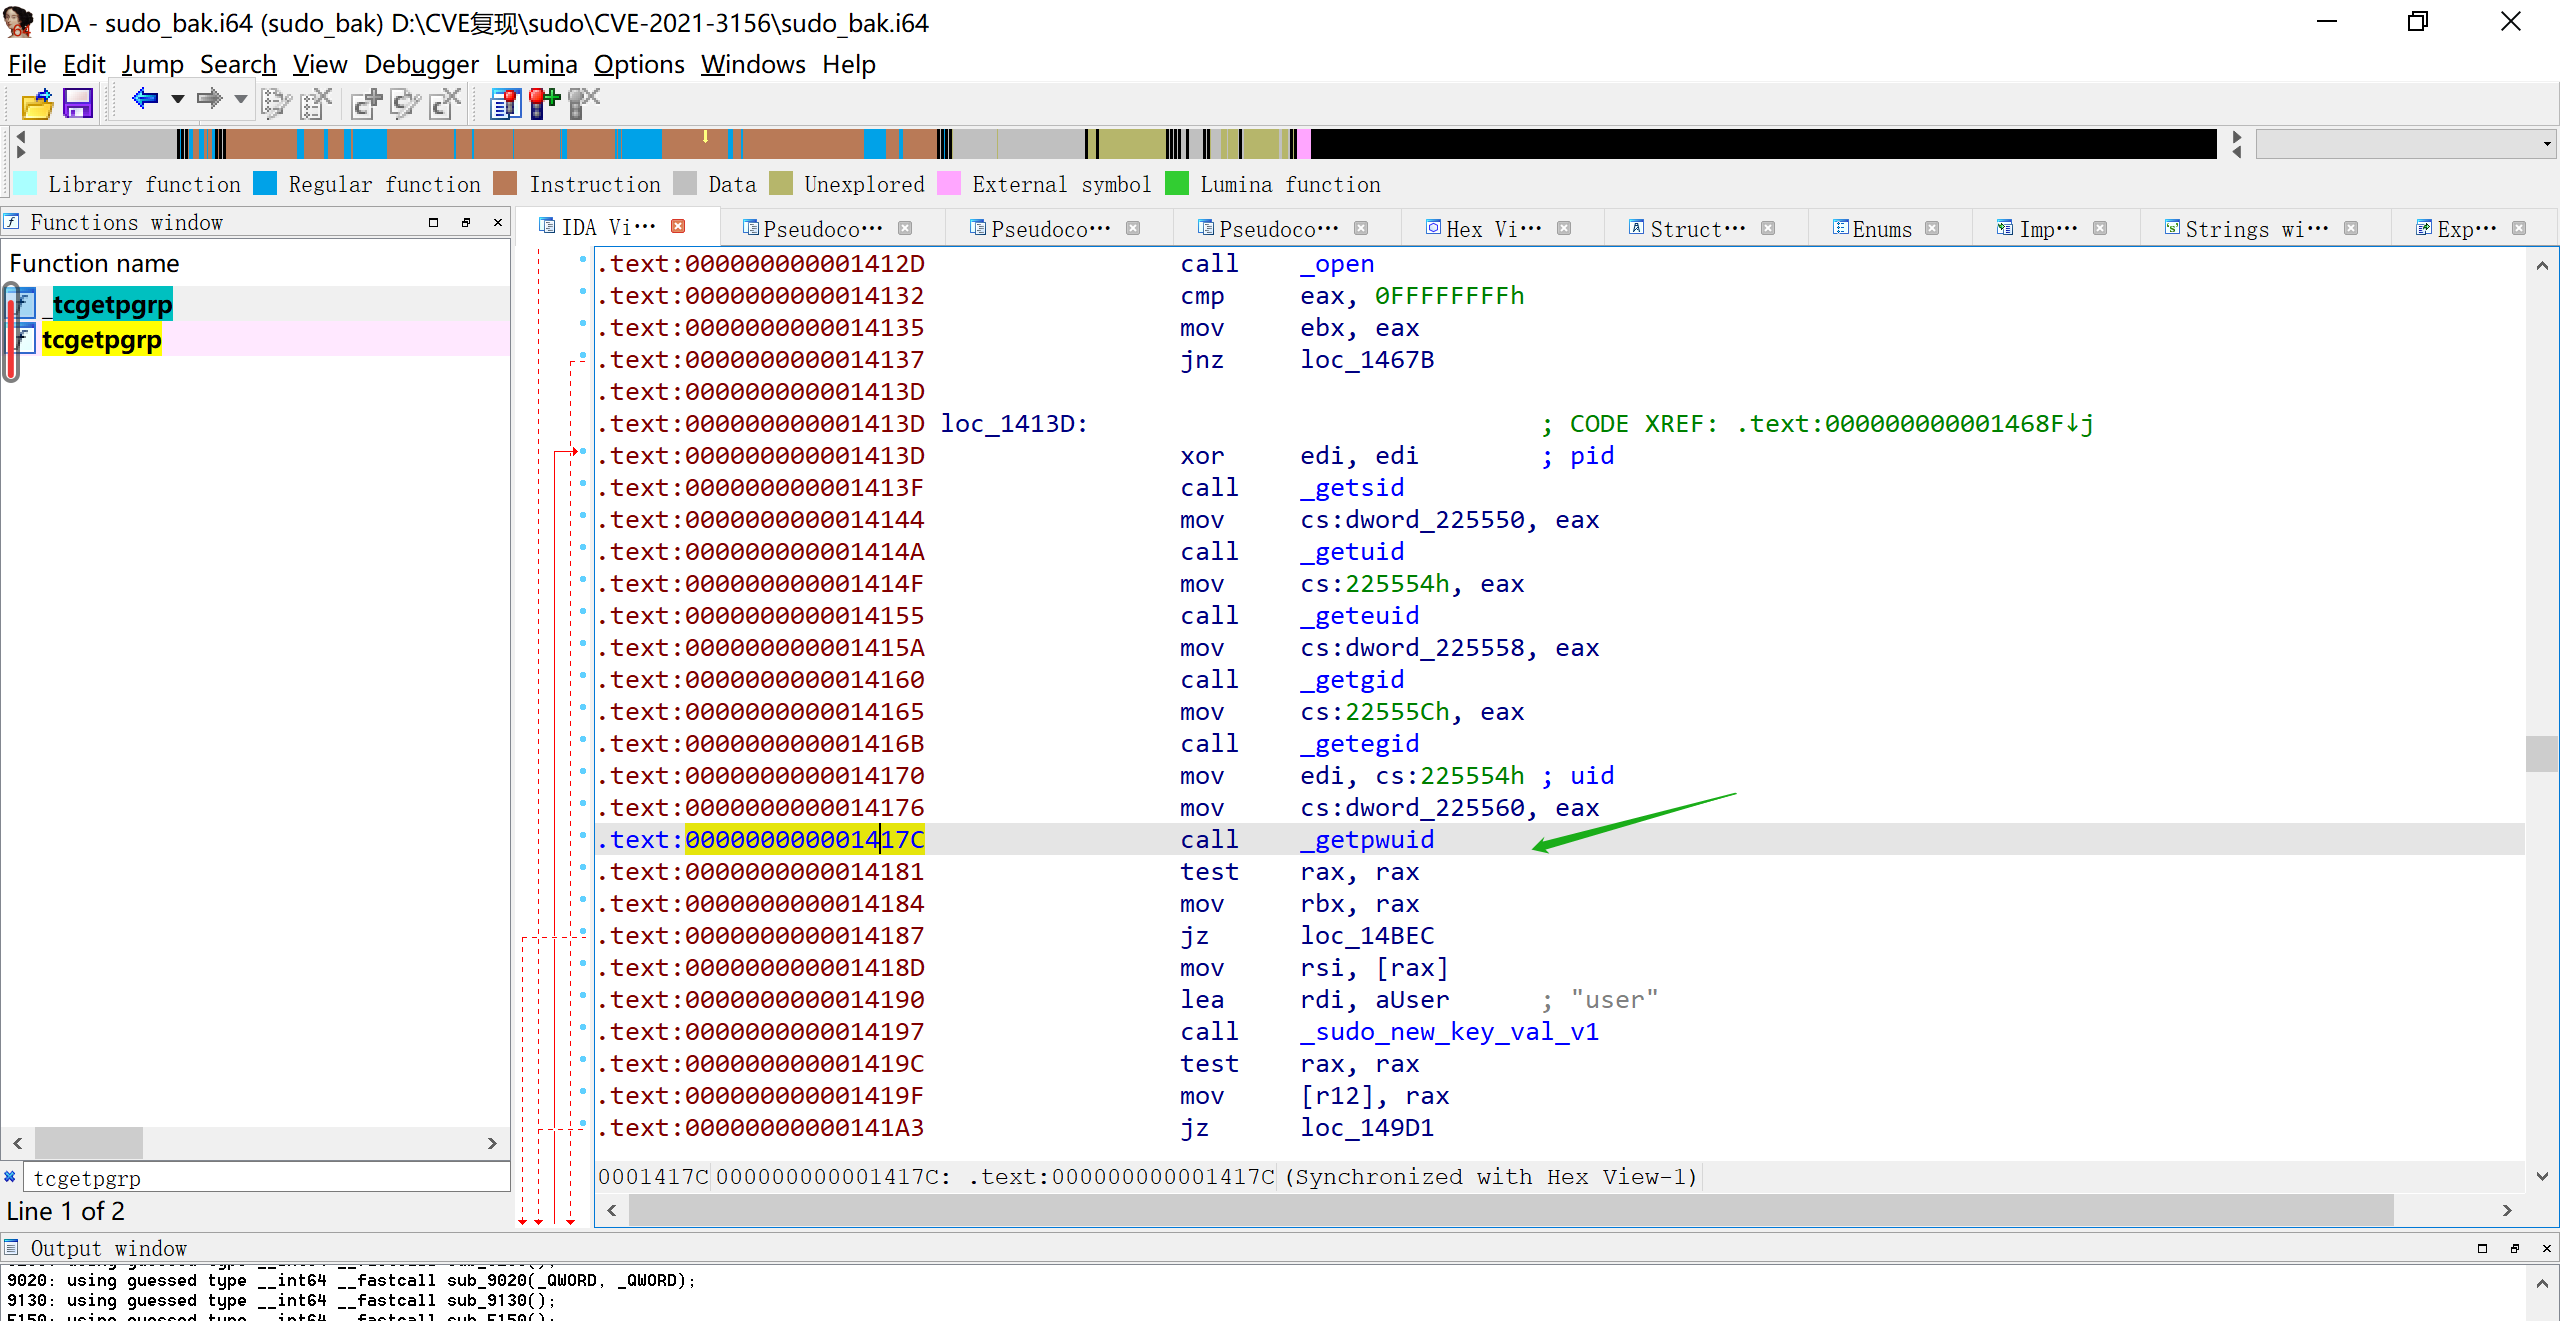 IDA - sudo_bak.i64 (sudo_bak) D:\CVE复现\sudo\CVE-2021-3156\sudo_bak.i64
File Edit Jump Search View Debugger Lumina Options Windows Help
Library function Regular function Instruction Data Unexplored External symbol Lumina function
Functions window
IDA Vi··· Pseudoco··· Pseudoco··· Pseudoco··· Hex Vi··· Struct··· Enums Imp··· Strings wi··· Exp···
Function name
_tcgetpgrp
tcgetpgrp
.text:000000000001412D call _open
.text:0000000000014132 cmp eax, 0FFFFFFFFh
.text:0000000000014135 mov ebx, eax
.text:0000000000014137 jnz loc_1467B
.text:000000000001413D
.text:000000000001413D loc_1413D: ; CODE XREF: .text:000000000001468F↓j
.text:000000000001413D xor edi, edi ; pid
.text:000000000001413F call _getsid
.text:0000000000014144 mov cs:dword_225550, eax
.text:000000000001414A call _getuid
.text:000000000001414F mov cs:225554h, eax
.text:0000000000014155 call _geteuid
.text:000000000001415A mov cs:dword_225558, eax
.text:0000000000014160 call _getgid
.text:0000000000014165 mov cs:22555Ch, eax
.text:000000000001416B call _getegid
.text:0000000000014170 mov edi, cs:225554h ; uid
.text:0000000000014176 mov cs:dword_225560, eax
.text:000000000001417C call _getpwuid
.text:0000000000014181 test rax, rax
.text:0000000000014184 mov rbx, rax
.text:0000000000014187 jz loc_14BEC
.text:000000000001418D mov rsi, [rax]
.text:0000000000014190 lea rdi, aUser ; "user"
.text:0000000000014197 call _sudo_new_key_val_v1
.text:000000000001419C test rax, rax
.text:000000000001419F mov [r12], rax
.text:00000000000141A3 jz loc_149D1
0001417C 000000000001417C: .text:000000000001417C (Synchronized with Hex View-1)
tcgetpgrp
Line 1 of 2
Output window
9020: using guessed type __int64 __fastcall sub_9020(_QWORD, _QWORD);
9130: using guessed type __int64 __fastcall sub_9130();
F150: using guessed type __int64 __fastcall sub_F150();